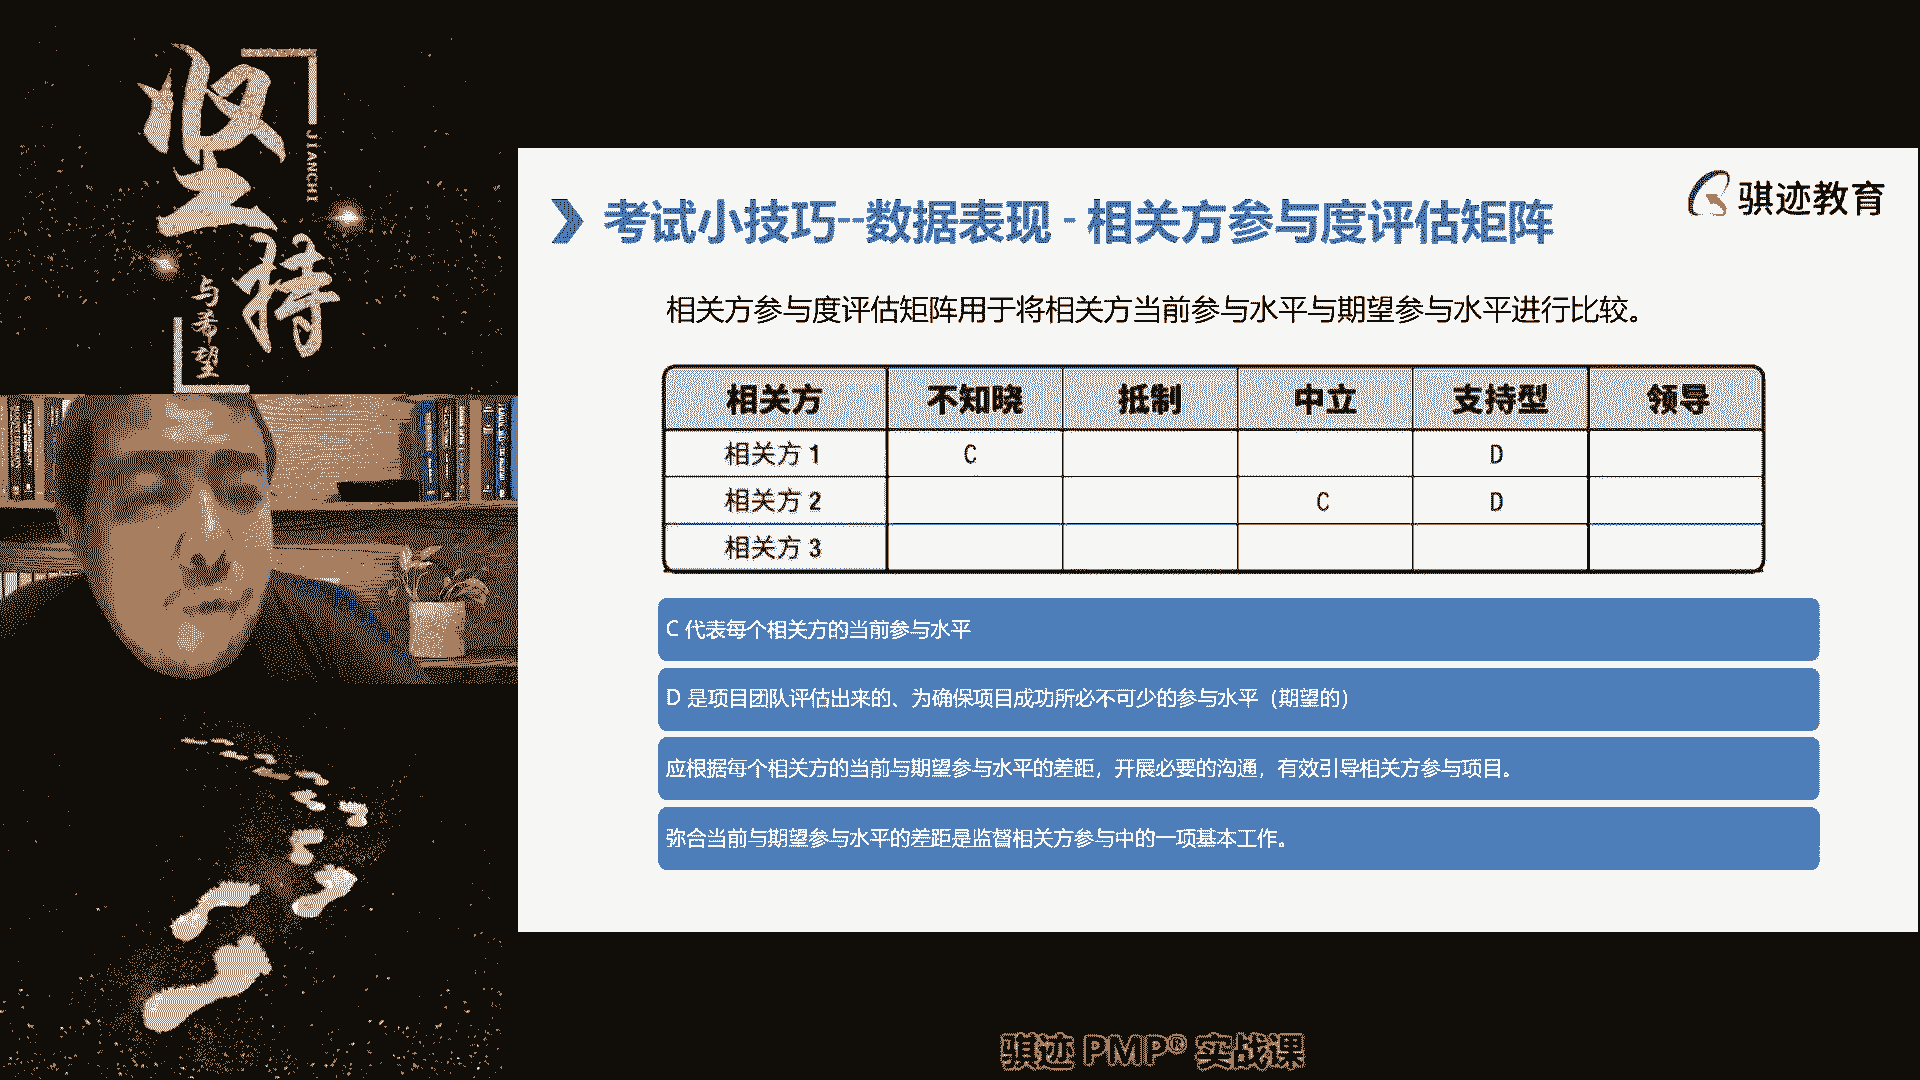 坚
持
JIANCHI
与希望
骐迹教育
考试小技巧--数据表现 - 相关方参与度评估矩阵
相关方参与度评估矩阵用于将相关方当前参与水平与期望参与水平进行比较。
相关方 不知晓 抵制 中立 支持型 领导
相关方 1 C D
相关方 2 C D
相关方 3
C 代表每个相关方的当前参与水平
D 是项目团队评估出来的、为确保项目成功所必不可少的参与水平（期望的）
应根据每个相关方的当前与期望参与水平的差距，开展必要的沟通，有效引导相关方参与项目。
弥合当前与期望参与水平的差距是监督相关方参与中的一项基本工作。
骐迹 PMP® 实战课